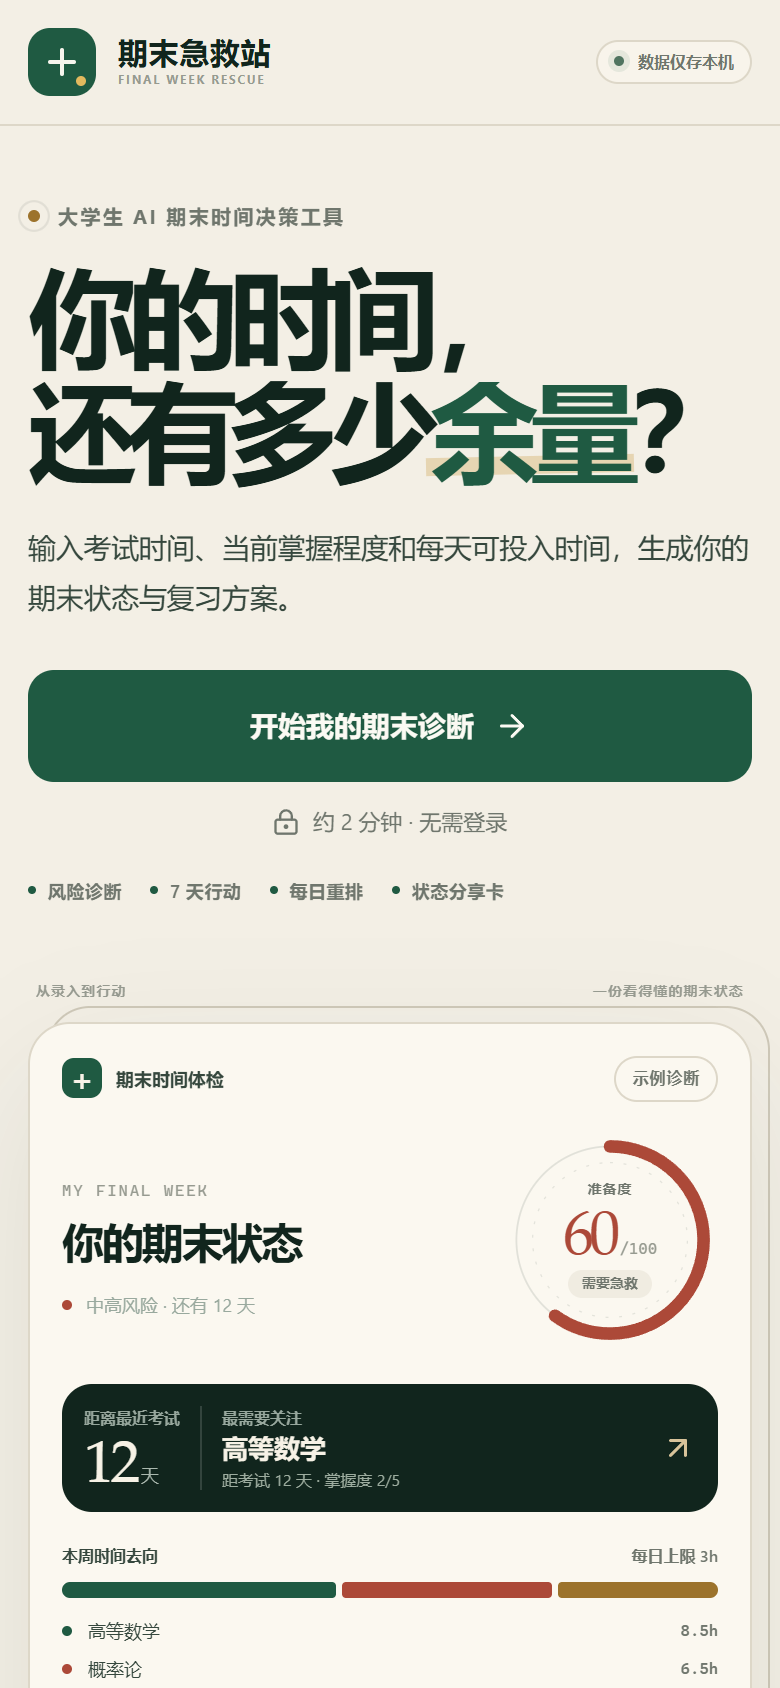 期末急救站
FINAL WEEK RESCUE
数据仅存本机
大学生 AI 期末时间决策工具
你的时间，
还有多少余量？
输入考试时间、当前掌握程度和每天可投入时间，生成你的
期末状态与复习方案。
开始我的期末诊断
约 2 分钟 · 无需登录
风险诊断
7 天行动
每日重排
状态分享卡
从录入到行动
一份看得懂的期末状态
期末时间体检
示例诊断
MY FINAL WEEK
你的期末状态
中高风险 · 还有 12 天
准备度
60/100
需要急救
距离最近考试
12天
最需要关注
高等数学
距考试 12 天 · 掌握度 2/5
本周时间去向
每日上限 3h
高等数学
8.5h
概率论
6.5h